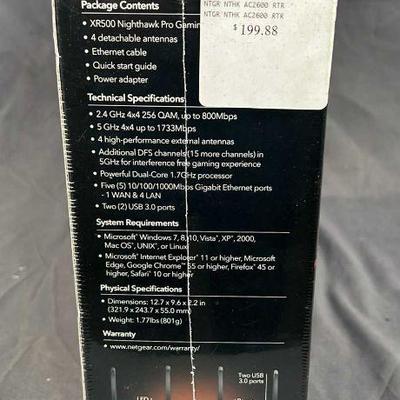 NTGR NTHK AC2600 RTR
NTGR NTHK AC2600 RTR
$199.88
Package Contents
• XR500 Nighthawk Pro Gamin
• 4 detachable antennas
• Ethernet cable
• Quick start guide
• Power adapter
Technical Specifications
• 2.4 GHz 4x4 256 QAM, up to 800Mbps
• 5 GHz 4x4 up to 1733Mbps
• 4 high-performance external antennas
• Additional DFS channels (15 more channels) in
5GHz for interference free gaming experience
• Powerful Dual-Core 1.7GHz processor
• Five (5) 10/100/1000Mbps Gigabit Ethernet ports
- 1 WAN & 4 LAN
• Two (2) USB 3.0 ports
System Requirements
• Microsoft® Windows 7, 8, 10, Vista®, XP®, 2000,
Mac OS®, UNIX®, or Linux®
• Microsoft® Internet Explorer® 11 or higher, Microsoft
Edge, Google Chrome™ 55 or higher, Firefox® 45 or
higher, Safari® 10 or higher
Physical Specifications
• Dimensions: 12.7 x 9.6 x 2.2 in
(321.9 x 243.7 x 55.0 mm)
• Weight: 1.77lbs (801g)
Warranty
• www.netgear.com/warranty/
Two USB
3.0 ports